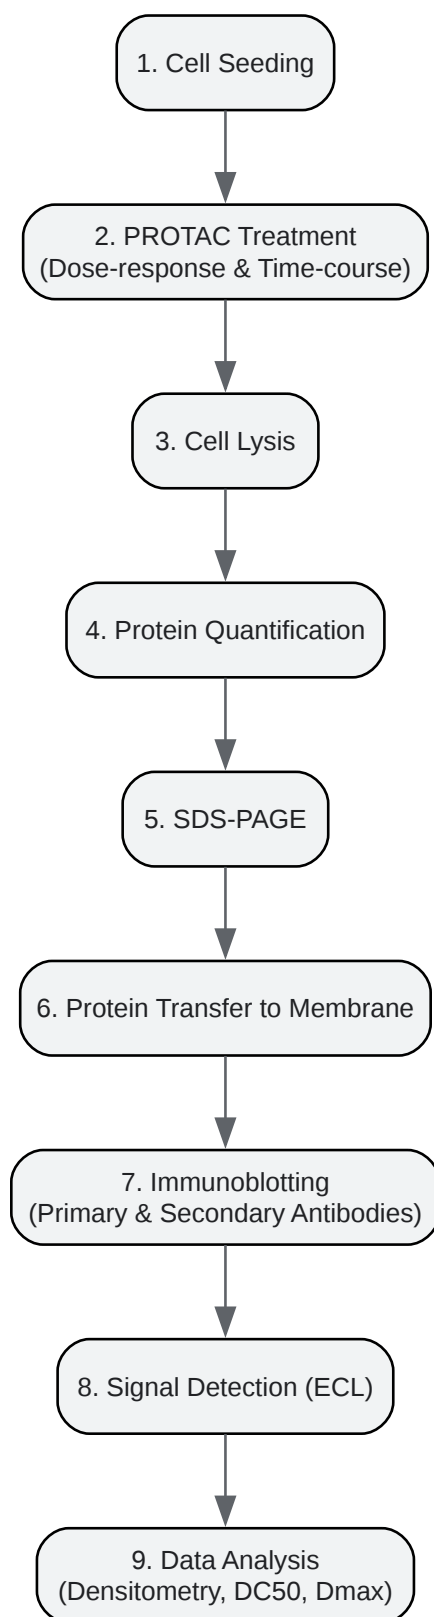 1. Cell Seeding
2. PROTAC Treatment
(Dose-response & Time-course)
3. Cell Lysis
4. Protein Quantification
5. SDS-PAGE
6. Protein Transfer to Membrane
7. Immunoblotting
(Primary & Secondary Antibodies)
8. Signal Detection (ECL)
9. Data Analysis
(Densitometry, DC50, Dmax)